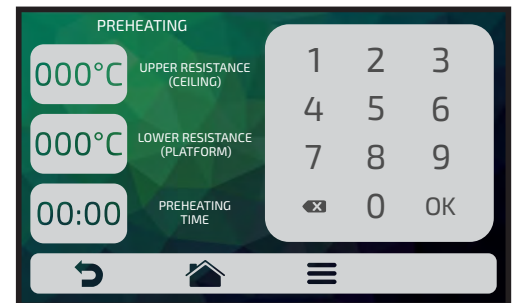 PREHEATING
000°C
UPPER RESISTANCE
(CEILING)
000°C
LOWER RESISTANCE
(PLATFORM)
00:00
PREHEATING
TIME
1 2 3
4 5 6
7 8 9
0 OK